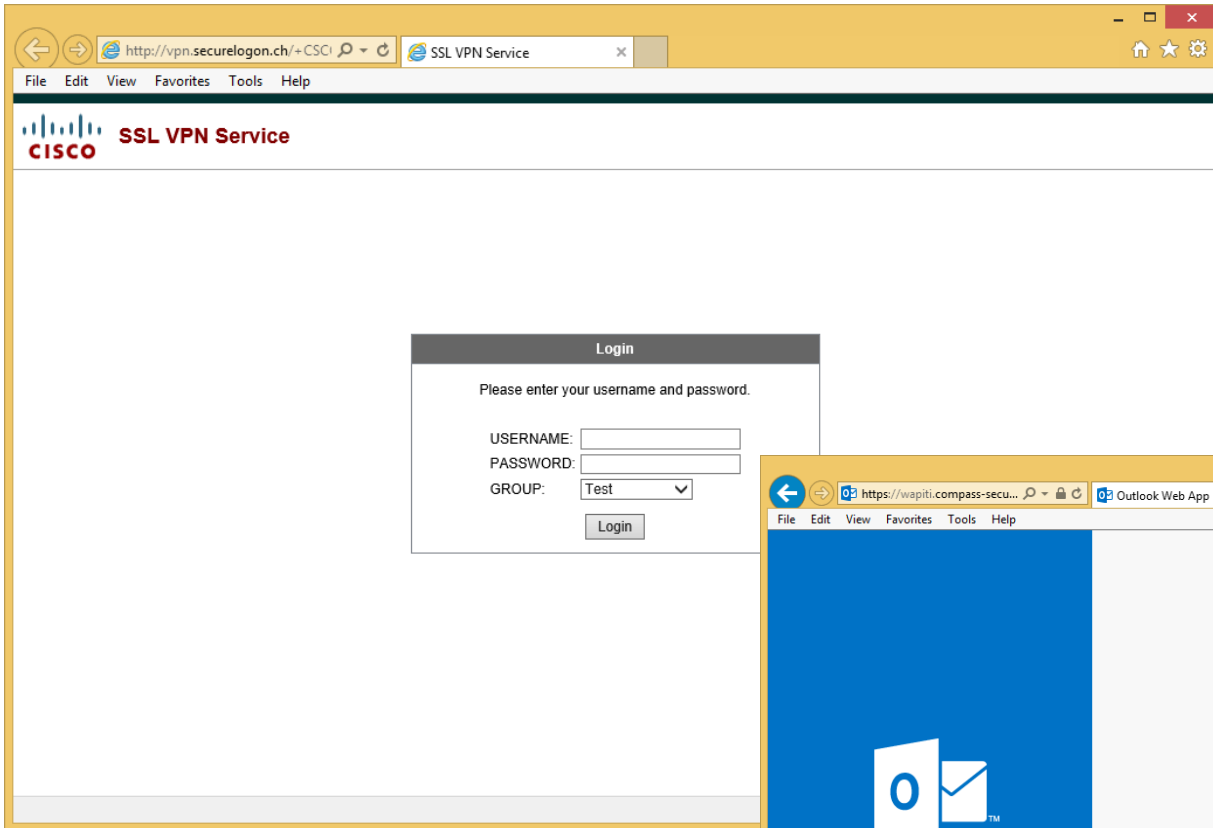 http://vpn.securelogon.ch/+CSC
SSL VPN Service
File Edit View Favorites Tools Help
CISCO
SSL VPN Service
Login
Please enter your username and password.
USERNAME:
PASSWORD:
GROUP: Test
Login
https://wapiti.compass-secu...
Outlook Web App
File Edit View Favorites Tools Help
O
TM